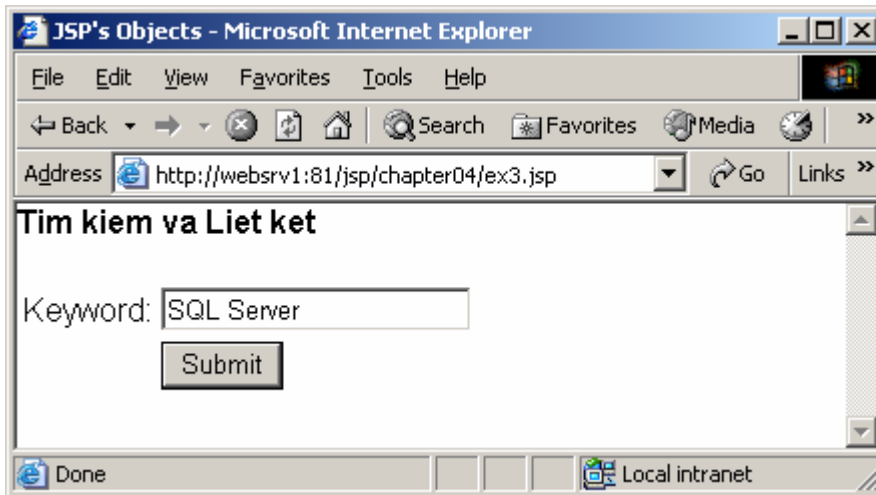 JSP's Objects - Microsoft Internet Explorer
File Edit View Favorites Tools Help
Back Search Favorites Media »
Address http://websrv1:81/jsp/chapter04/ex3.jsp Go Links »
Tim kiem va Liet ket
Keyword: SQL Server
Submit
Done Local intranet